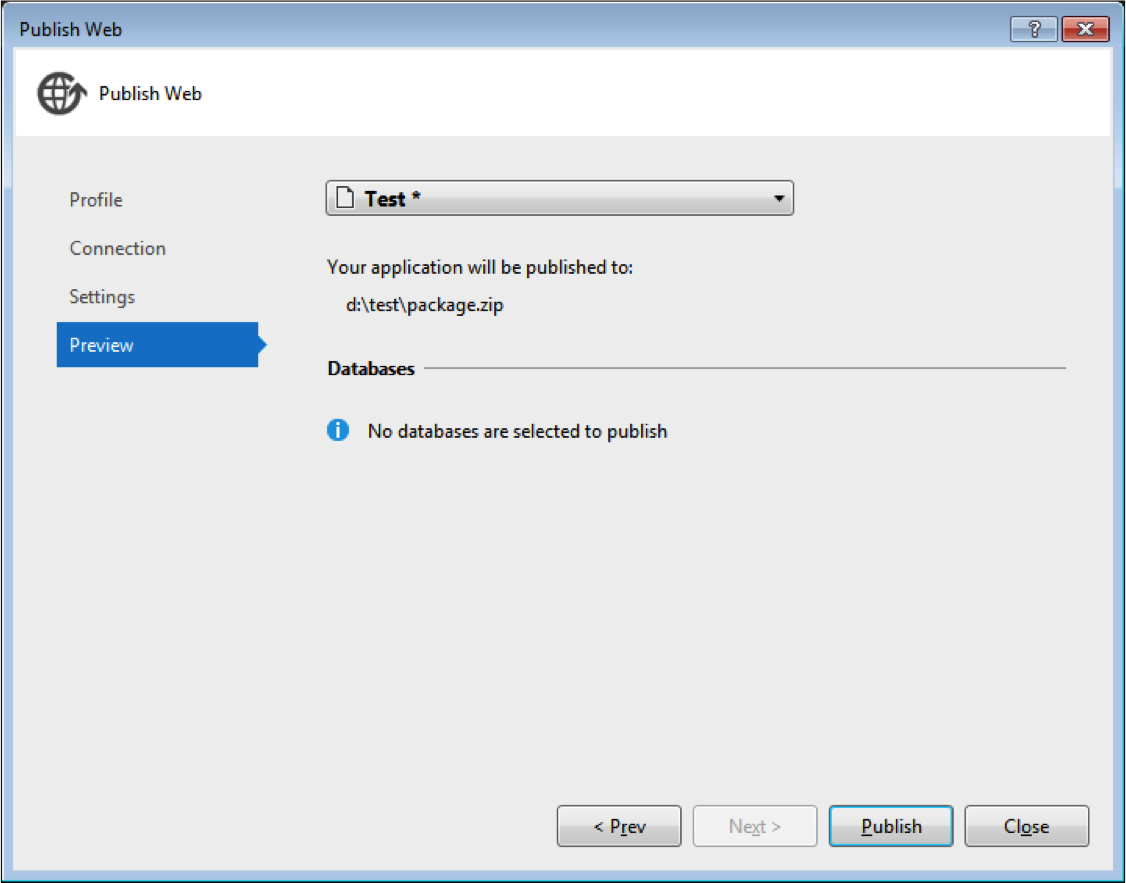 Publish Web
?
Publish Web
Profile
Connection
Settings
Preview
Test *
Your application will be published to:
d:\test\package.zip
Databases
No databases are selected to publish
< Prev
Next >
Publish
Close